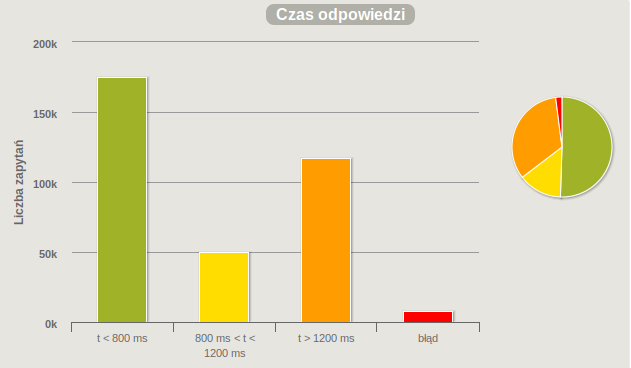 Czas odpowiedzi
200k
150k
100k
50k
0k
Liczba zapytań
t < 800 ms
800 ms < t <
1200 ms
t > 1200 ms
błąd